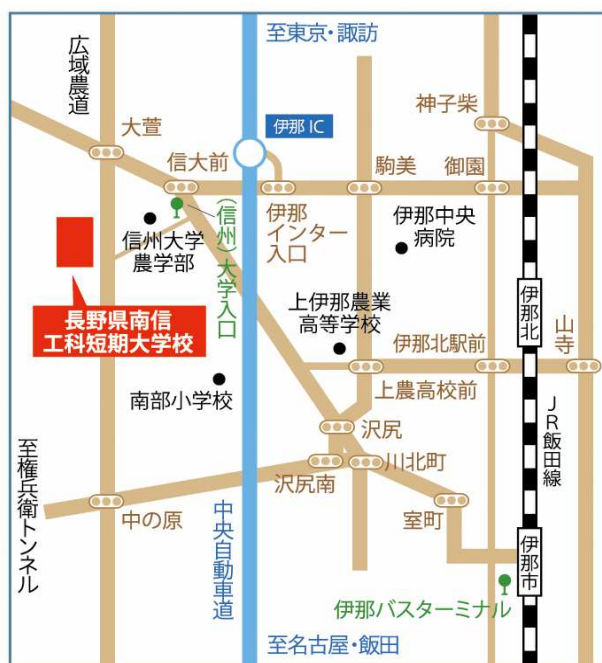 至東京・諏訪
広域農道
神子柴
大萱
伊那IC
信大前
駒美
御園
(信州)大学入口
信州大学
農学部
伊那
インター
入口
伊那中央
病院
長野県南信
工科短期大学校
上伊那農業
高等学校
伊那北
山寺
伊那北駅前
上農高校前
南部小学校
JR飯田線
沢尻
川北町
沢尻南
至権兵衛トンネル
中の原
中央自動車道
室町
伊那市
伊那バスターミナル
至名古屋・飯田